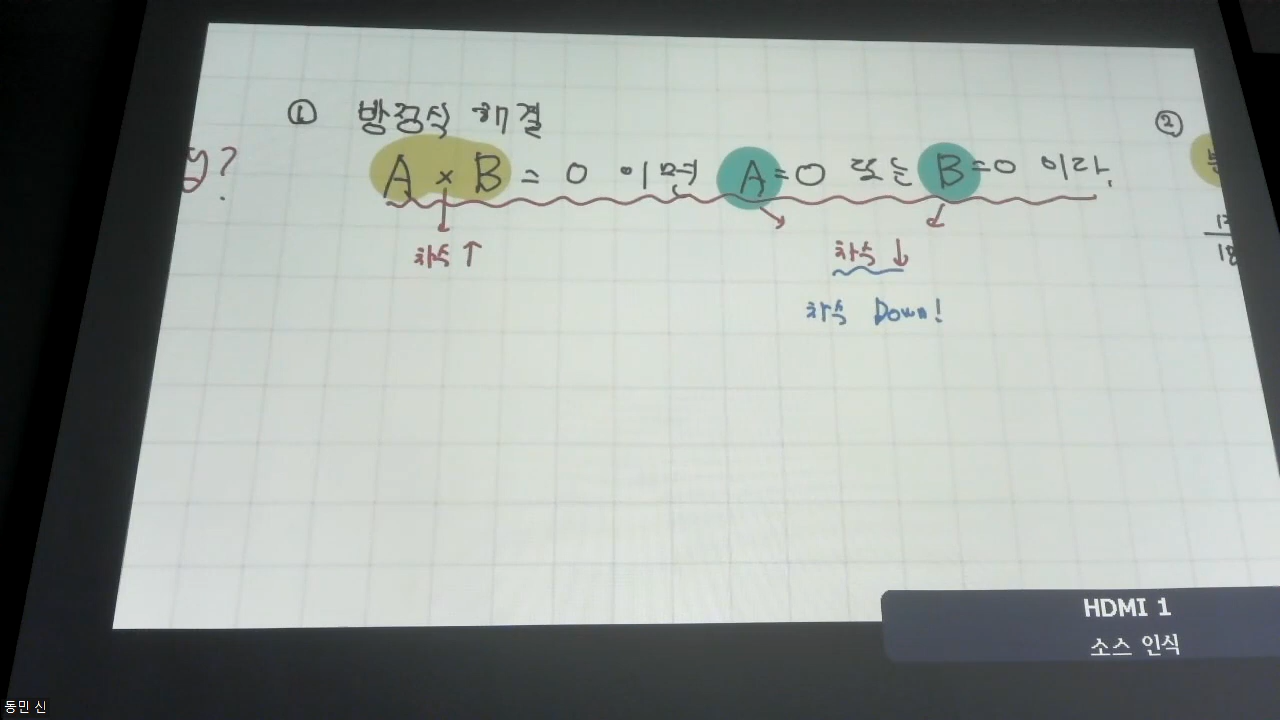 ① 방정식 해결
②
y?
A × B = 0 이면 A=0 또는 B=0 이다.
차수 ↑
차수 ↓
18
차수 Down!
HDMI 1
소스 인식
동민 신